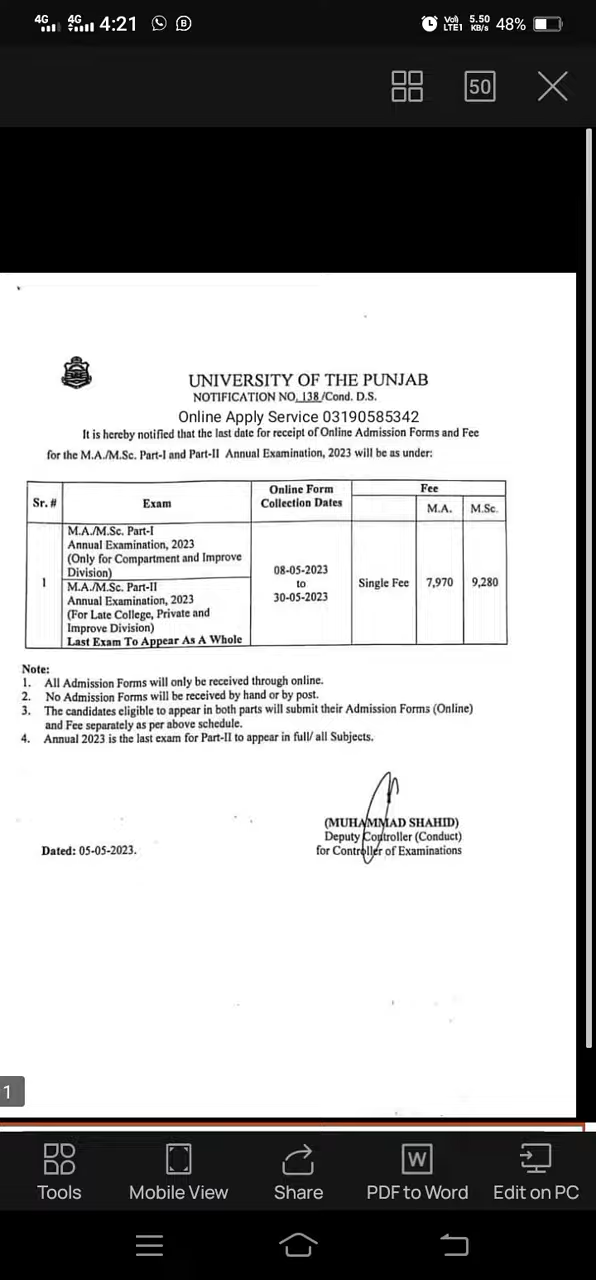 4G 4G 4:21 Vo) LTE1 5.50 KB/s 48%
50
UNIVERSITY OF THE PUNJAB
NOTIFICATION NO. 138/Cond. D.S.
Online Apply Service 03190585342
It is hereby notified that the last date for receipt of Online Admission Forms and Fee
for the M.A./M.Sc. Part-I and Part-II Annual Examination, 2023 will be as under:
Sr. # Exam Online Form Collection Dates Fee
M.A. M.Sc.
1
M.A./M.Sc. Part-I
Annual Examination, 2023
(Only for Compartment and Improve
Division)
M.A./M.Sc. Part-II
Annual Examination, 2023
(For Late College, Private and
Improve Division)
Last Exam To Appear As A Whole
08-05-2023
to
30-05-2023
Single Fee 7,970 9,280
Note:
1. All Admission Forms will only be received through online.
2. No Admission Forms will be received by hand or by post.
3. The candidates eligible to appear in both parts will submit their Admission Forms (Online)
and Fee separately as per above schedule.
4. Annual 2023 is the last exam for Part-II to appear in full/ all Subjects.
(MUHAMMAD SHAHID)
Deputy Controller (Conduct)
for Controller of Examinations
Dated: 05-05-2023.
1
Tools Mobile View Share PDF to Word Edit on PC